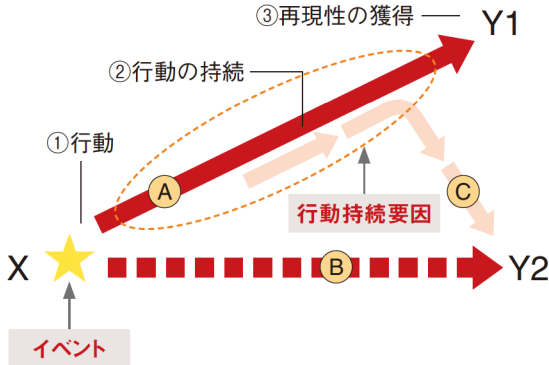 ③再現性の獲得
Y1
②行動の持続
①行動
A
C
行動持続要因
X
B
Y2
イベント